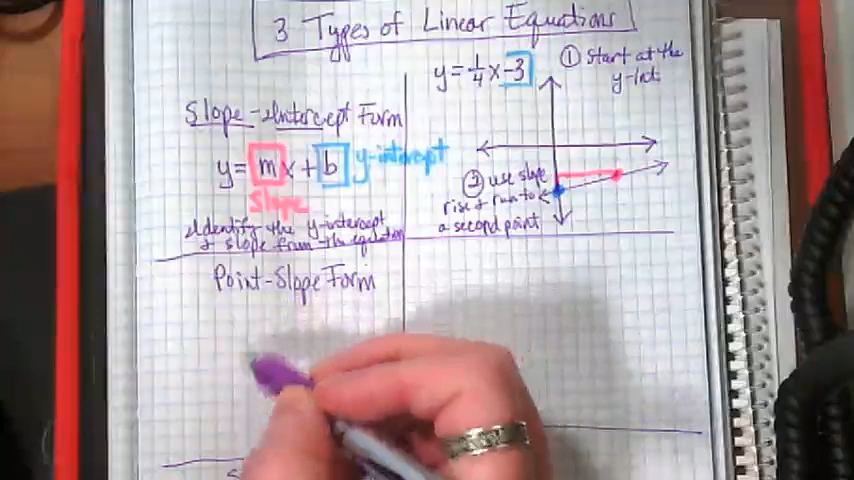 3 Types of Linear Equations
Slope-Intercept Form
y = mx + b y-intercept
Slope
Identify the y-intercept
& slope from the equation
y = 1/4 x - 3
① Start at the
y-int.
② use slope
rise & run to
a second point
Point-Slope Form